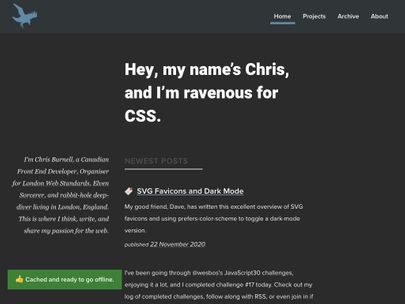 Home Projects Archive About
Hey, my name's Chris,
and I'm ravenous for
CSS.
I'm Chris Burnell, a Canadian
Front End Developer, Organiser
for London Web Standards, Elven
Sorcerer, and rabbit-hole deep-
diver living in London, England.
This is where I think, write, and
share my passion for the web.
NEWEST POSTS
SVG Favicons and Dark Mode
My good friend, Dave, has written this excellent overview of SVG
favicons and using prefers-color-scheme to toggle a dark-mode
version.
published 22 November 2020
I've been going through @wesbos's JavaScript30 challenges,
enjoying it a lot, and I completed challenge #17 today. Check out my
log of completed challenges, follow along with RSS, or even join in if
👍 Cached and ready to go offline.